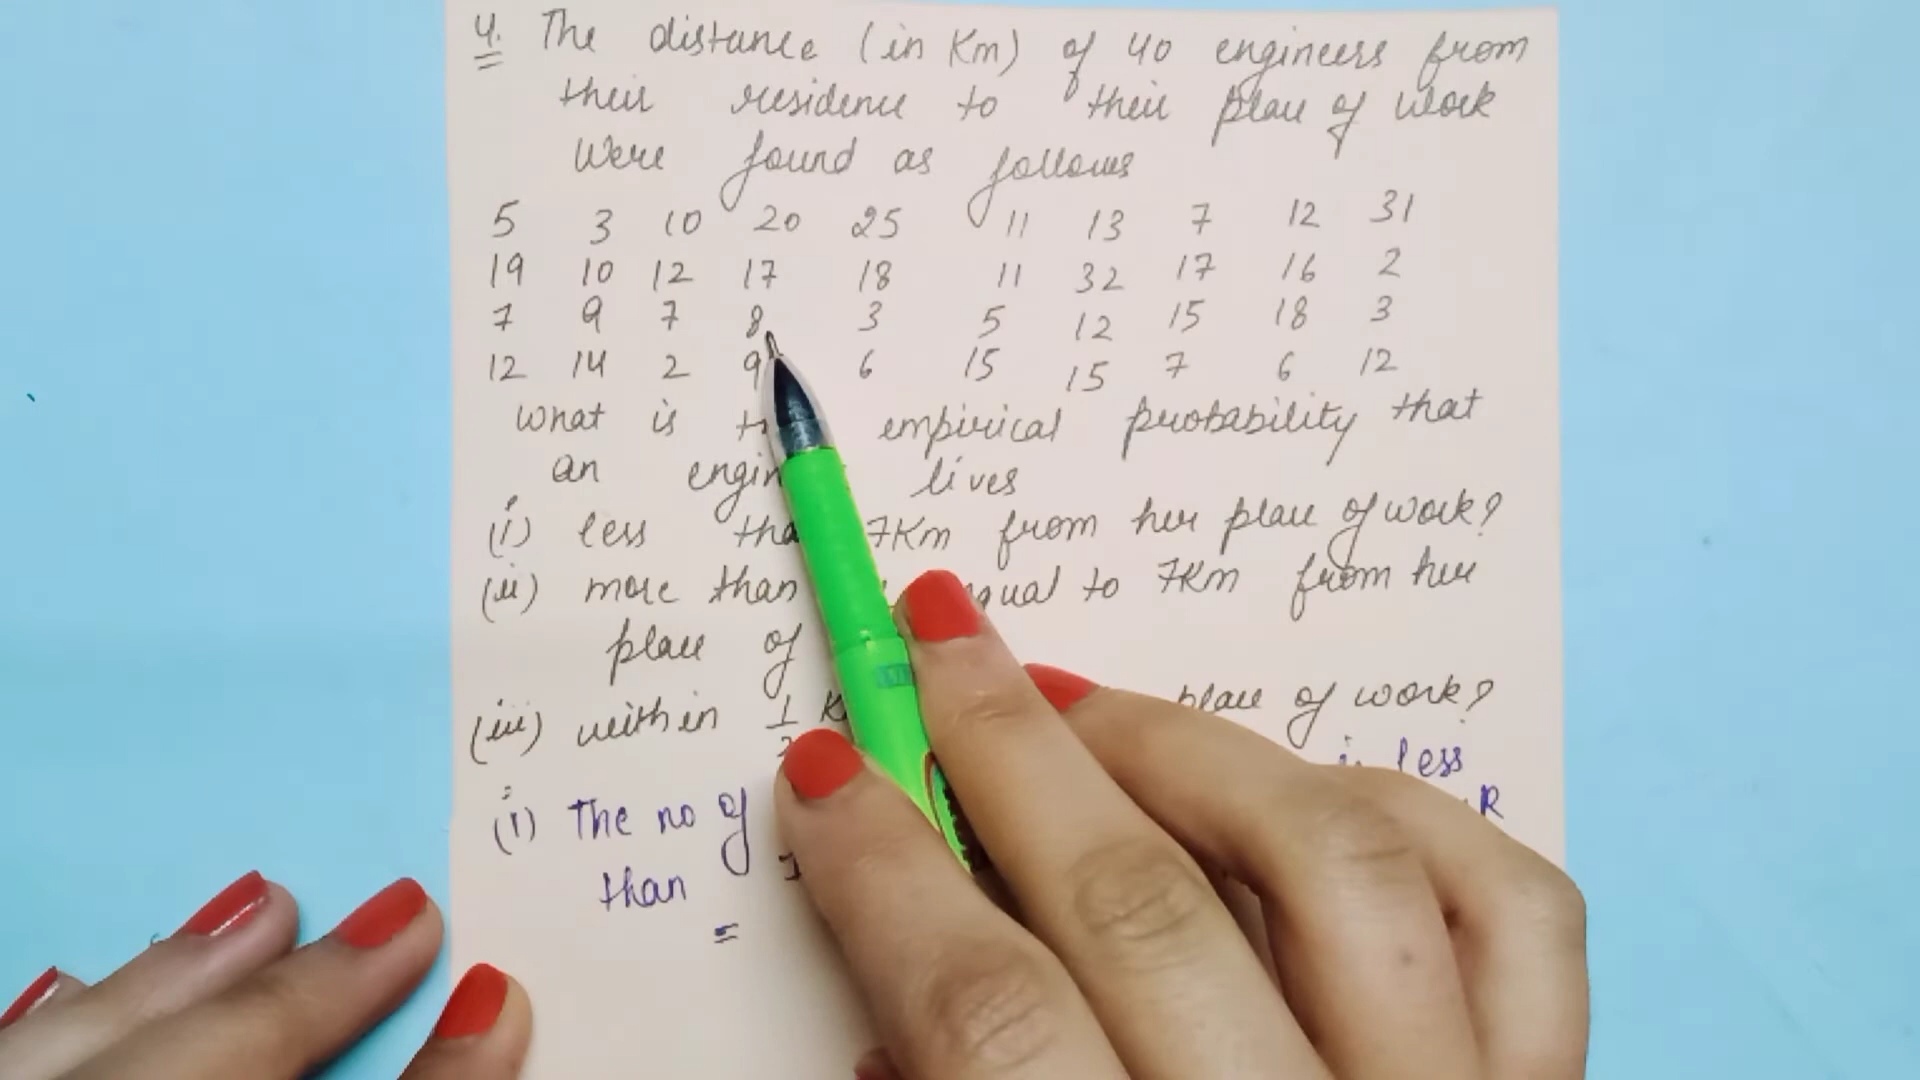 4. The distance (in Km) of 40 engineers from
their residence to their place of work
Were found as follows
5 3 10 20 25 11 13 7 12 31
19 10 12 17 18 11 32 17 16 2
7 9 7 8 3 5 12 15 18 3
12 14 2 9 6 15 15 7 6 12
what is empirical probability that
an lives
(i) less 7Km from her place of work?
(ii) more than equal to 7Km from her
place of
(iii) within place of work?
is less
(i) The no of
than
=